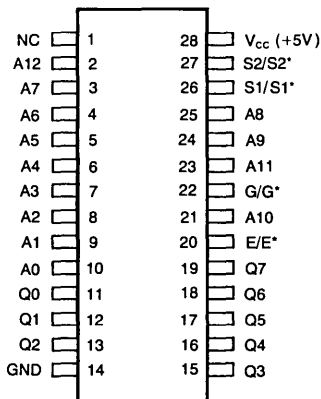 NC 1 28 V_CC (+5V)
A12 2 27 S2/S2*
A7 3 26 S1/S1*
A6 4 25 A8
A5 5 24 A9
A4 6 23 A11
A3 7 22 G/G*
A2 8 21 A10
A1 9 20 E/E*
A0 10 19 Q7
Q0 11 18 Q6
Q1 12 17 Q5
Q2 13 16 Q4
GND 14 15 Q3